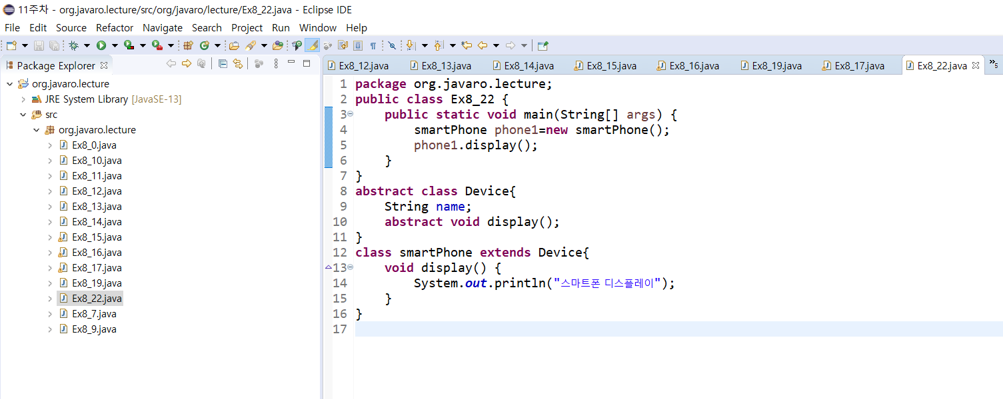 11주차 - org.javaro.lecture/src/org/javaro/lecture/Ex8_22.java - Eclipse IDE
File Edit Source Refactor Navigate Search Project Run Window Help
Package Explorer
org.javaro.lecture
JRE System Library [JavaSE-13]
src
org.javaro.lecture
Ex8_0.java
Ex8_10.java
Ex8_11.java
Ex8_12.java
Ex8_13.java
Ex8_14.java
Ex8_15.java
Ex8_16.java
Ex8_17.java
Ex8_19.java
Ex8_22.java
Ex8_7.java
Ex8_9.java
Ex8_12.java Ex8_13.java Ex8_14.java Ex8_15.java Ex8_16.java Ex8_19.java Ex8_17.java Ex8_22.java »5
1 package org.javaro.lecture;
2 public class Ex8_22 {
3     public static void main(String[] args) {
4         smartPhone phone1=new smartPhone();
5         phone1.display();
6     }
7 }
8 abstract class Device{
9     String name;
10     abstract void display();
11 }
12 class smartPhone extends Device{
13     void display() {
14         System.out.println("스마트폰 디스플레이");
15     }
16 }
17